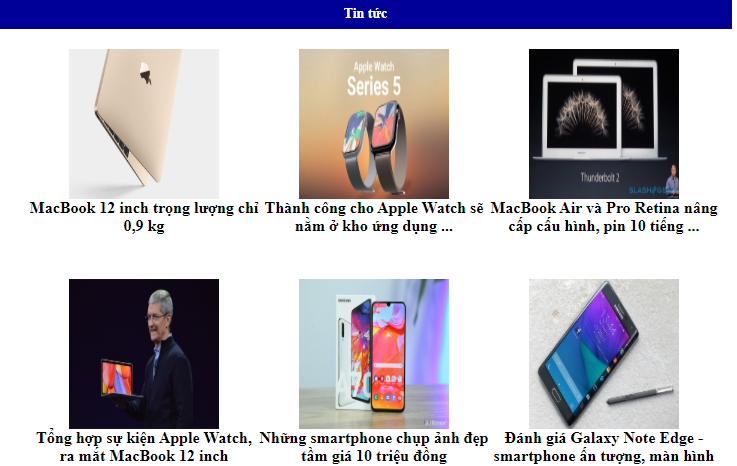 Tin tức
Apple Watch
Series 5
Thunderbolt 2
SLASHGEAR
MacBook 12 inch trọng lượng chỉ
0,9 kg
Thành công cho Apple Watch sẽ
nằm ở kho ứng dụng ...
MacBook Air và Pro Retina nâng
cấp cấu hình, pin 10 tiếng ...
SAMSUNG
Tổng hợp sự kiện Apple Watch,
ra mắt MacBook 12 inch
Những smartphone chụp ảnh đẹp
tầm giá 10 triệu đồng
Đánh giá Galaxy Note Edge -
smartphone ấn tượng, màn hình